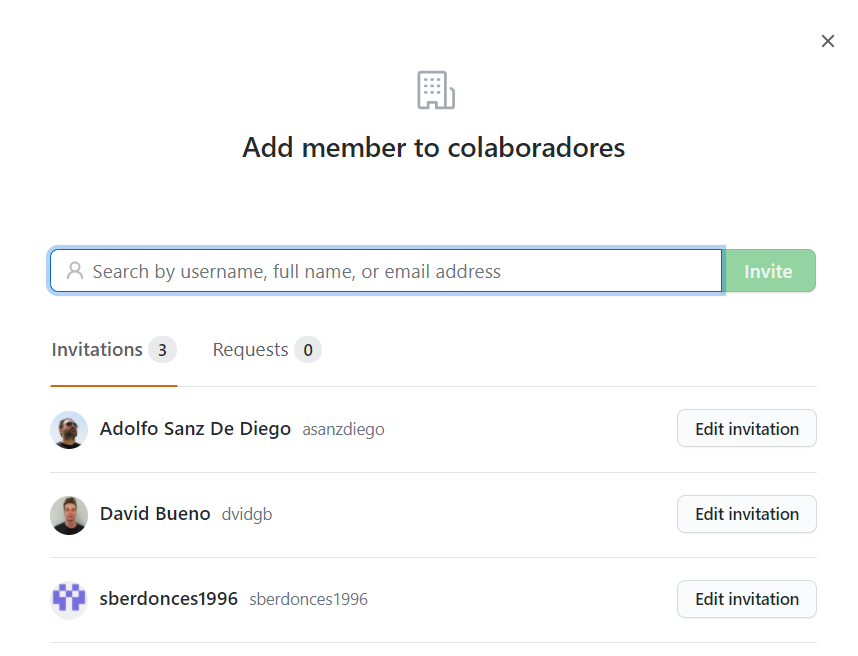 Add member to colaboradores
Search by username, full name, or email address
Invite
Invitations 3 Requests 0
Adolfo Sanz De Diego asanzdiego Edit invitation
David Bueno dvidgb Edit invitation
sberdonces1996 sberdonces1996 Edit invitation